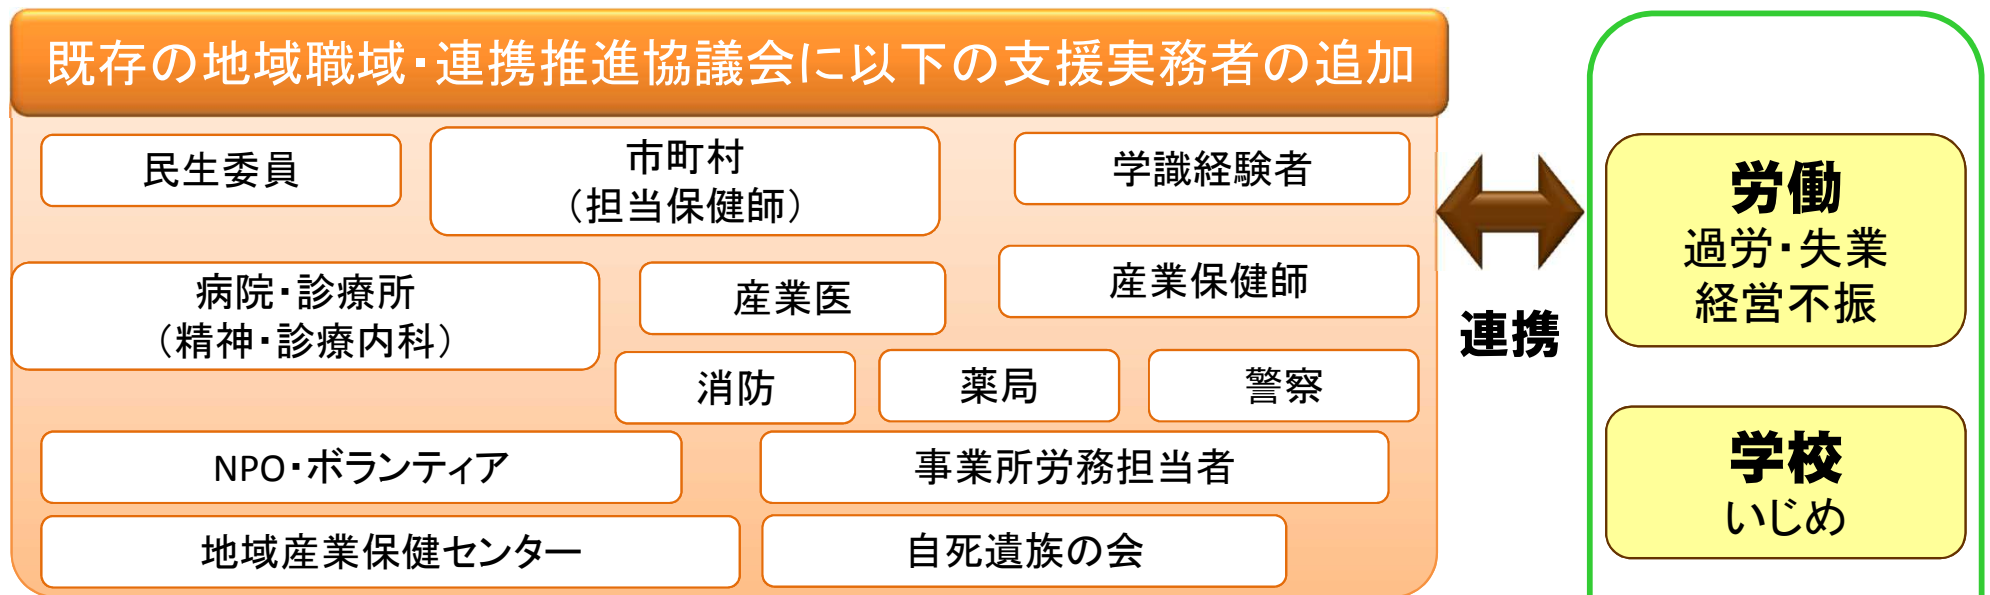 既存の地域職域・連携推進協議会に以下の支援実務者の追加
民生委員
市町村
（担当保健師）
学識経験者
病院・診療所
（精神・診療内科）
産業医
産業保健師
消防
薬局
警察
NPO・ボランティア
事業所労務担当者
地域産業保健センター
自死遺族の会
連携
労働
過労・失業
経営不振
学校
いじめ